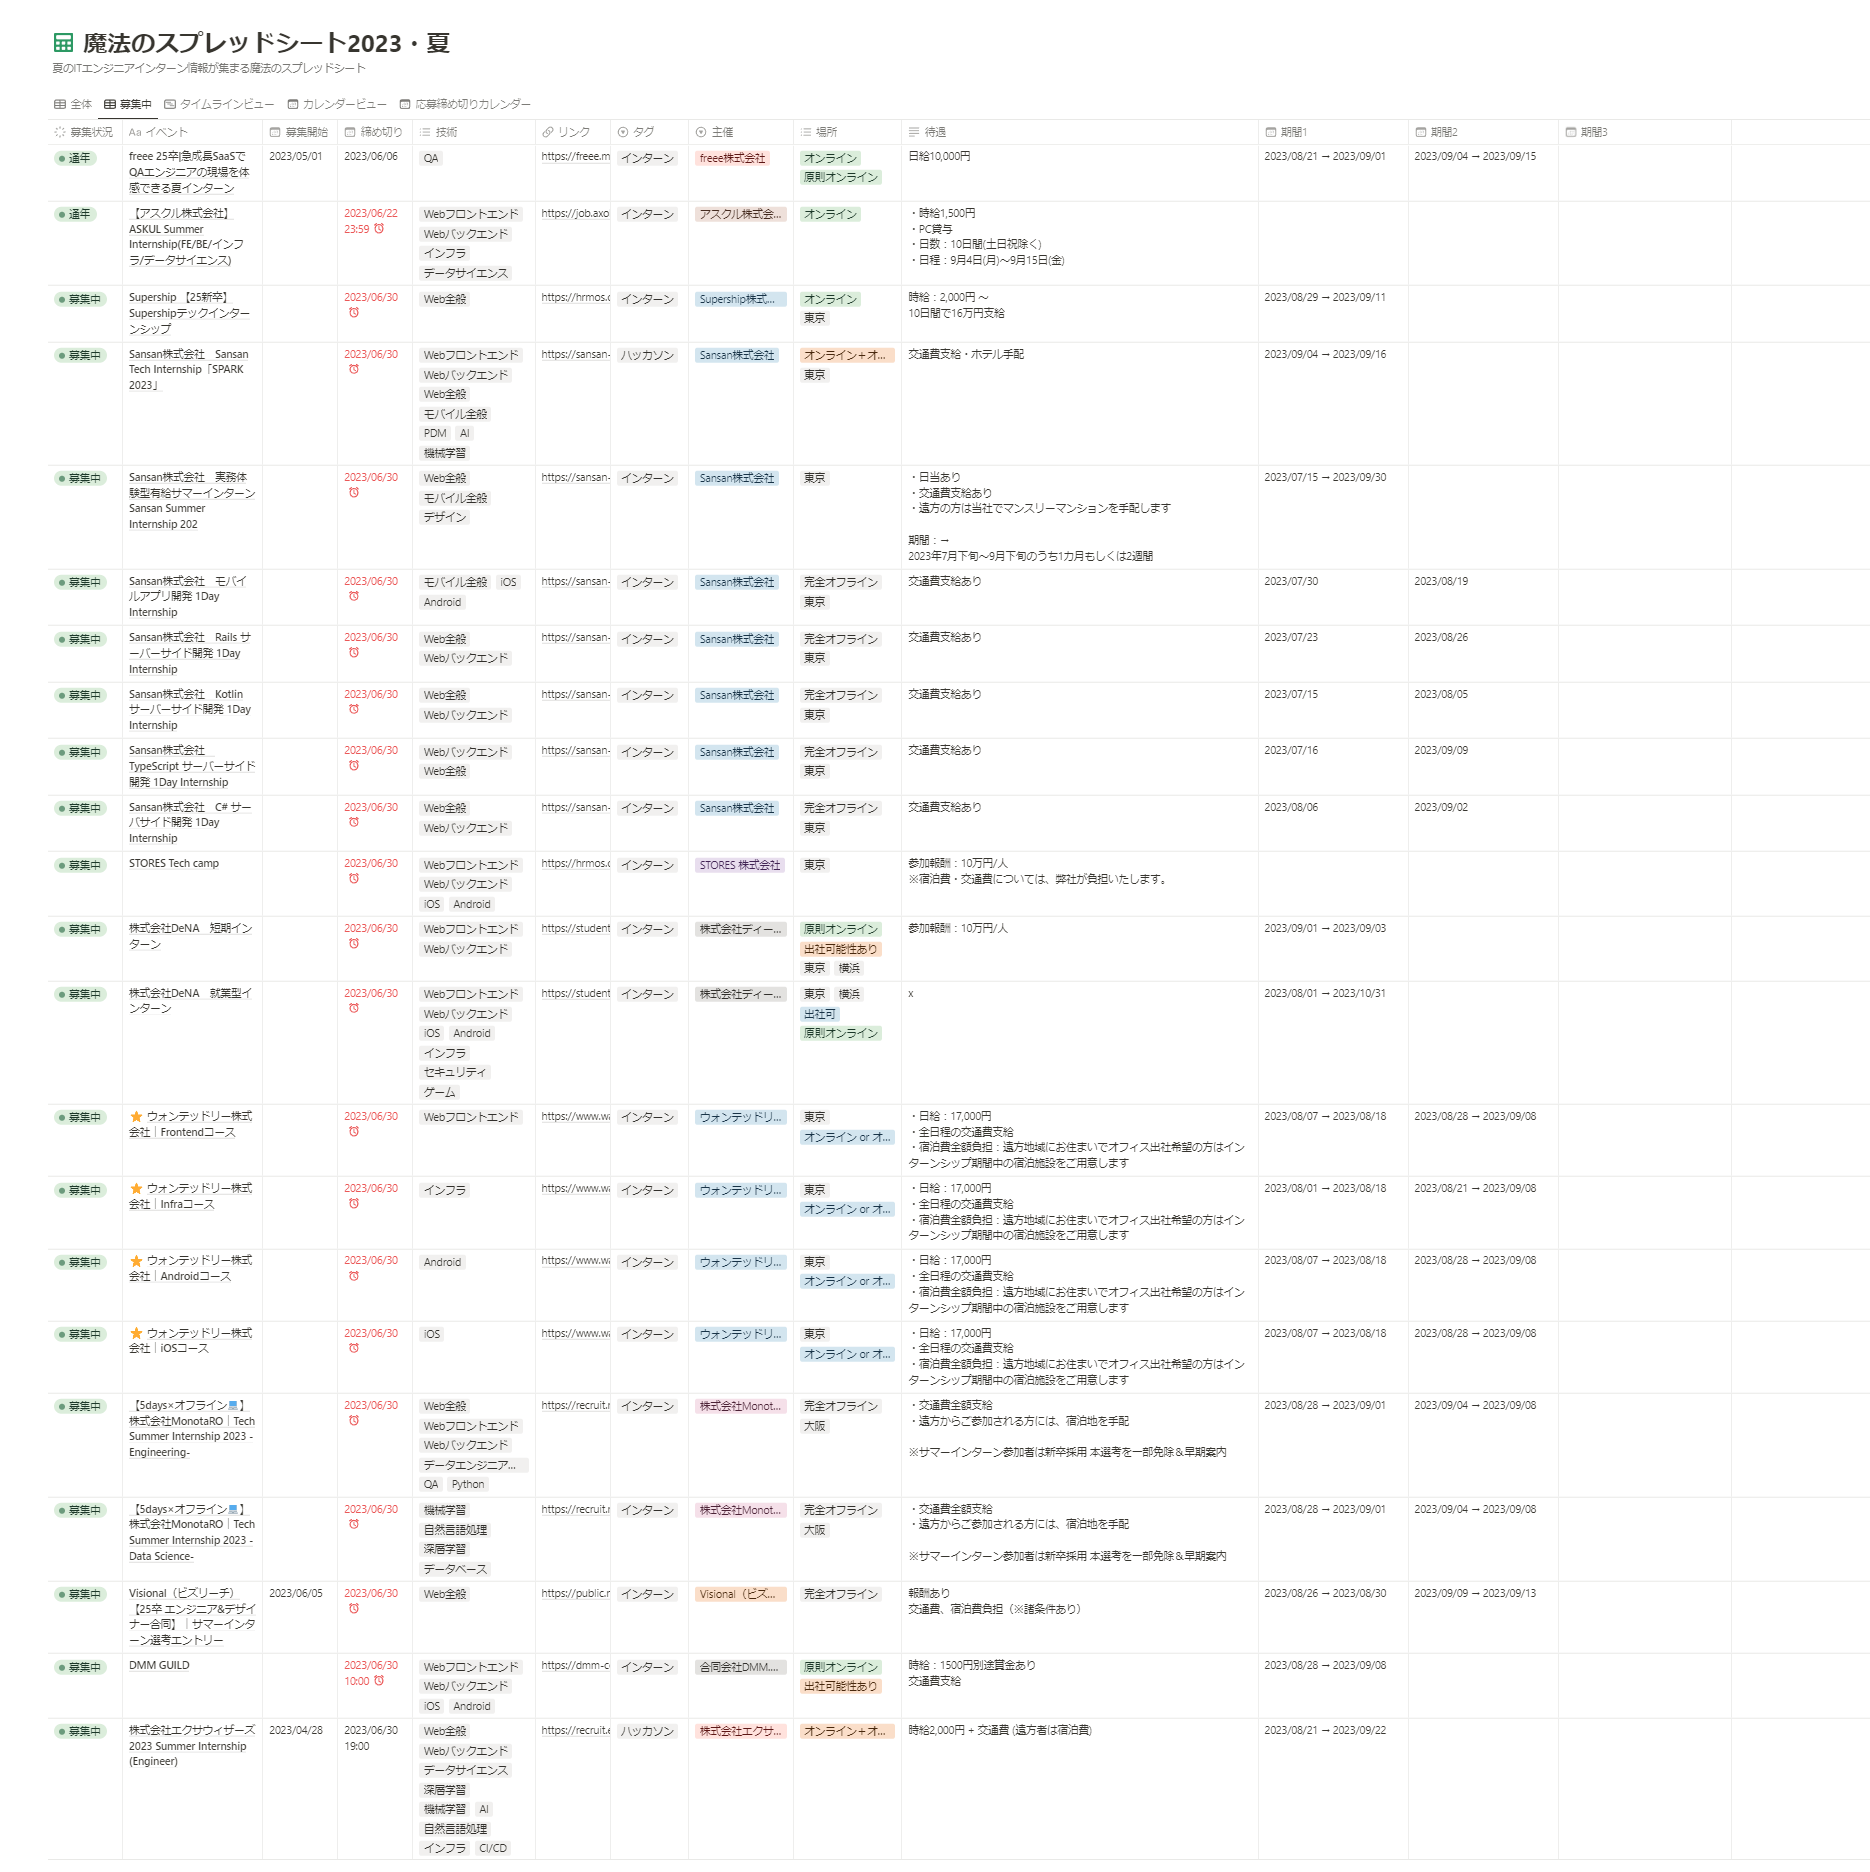 魔法のスプレッドシート2023・夏
夏のITエンジニアインターン情報が集まる魔法のスプレッドシート
全体 募集中 タイムラインビュー カレンダービュー 応募締め切りカレンダー
募集状況 Aa イベント 募集開始 締め切り 技術 リンク タグ 主催 場所 待遇 期間1 期間2 期間3
通年 freee 25卒|急成長SaaSで 2023/05/01 2023/06/06 QA https://freee.m インターン freee株式会社 オンライン 日給10,000円 2023/08/21 → 2023/09/01 2023/09/04 → 2023/09/15
QAエンジニアの現場を体 原則オンライン
感できる夏インターン
通年 【アスクル株式会社】 2023/06/22 Webフロントエンド https://job.axo インターン アスクル株式会... オンライン ・時給1,500円
ASKUL Summer 23:59 Webバックエンド ・PC貸与
Internship(FE/BE/インフ インフラ ・日数：10日間(土日祝除く)
ラ/データサイエンス) データサイエンス ・日程：9月4日(月)〜9月15日(金)
募集中 Supership 【25新卒】 2023/06/30 Web全般 https://hrmos.c インターン Supership株式... オンライン 時給：2,000円 〜 2023/08/29 → 2023/09/11
Supershipテックインター 東京 10日間で16万円支給
ンシップ
募集中 Sansan株式会社　Sansan 2023/06/30 Webフロントエンド https://sansan- ハッカソン Sansan株式会社 オンライン＋オ... 交通費支給・ホテル手配 2023/09/04 → 2023/09/16
Tech Internship「SPARK Webバックエンド 東京
2023」 Web全般
モバイル全般
PDM AI
機械学習
募集中 Sansan株式会社　実務体 2023/06/30 Web全般 https://sansan- インターン Sansan株式会社 東京 ・日当あり 2023/07/15 → 2023/09/30
験型有給サマーインターン モバイル全般 ・交通費支給あり
Sansan Summer デザイン ・遠方の方は当社でマンスリーマンションを手配します
Internship 202
期間：→
2023年7月下旬〜9月下旬のうち1カ月もしくは2週間
募集中 Sansan株式会社　モバイ 2023/06/30 モバイル全般 iOS https://sansan- インターン Sansan株式会社 完全オフライン 交通費支給あり 2023/07/30 2023/08/19
ルアプリ開発 1Day Android 東京
Internship
募集中 Sansan株式会社　Rails サ 2023/06/30 Web全般 https://sansan- インターン Sansan株式会社 完全オフライン 交通費支給あり 2023/07/23 2023/08/26
ーバーサイド開発 1Day Webバックエンド 東京
Internship
募集中 Sansan株式会社　Kotlin 2023/06/30 Web全般 https://sansan- インターン Sansan株式会社 完全オフライン 交通費支給あり 2023/07/15 2023/08/05
サーバーサイド開発 1Day Webバックエンド 東京
Internship
募集中 Sansan株式会社 2023/06/30 Webバックエンド https://sansan- インターン Sansan株式会社 完全オフライン 交通費支給あり 2023/07/16 2023/09/09
TypeScript サーバーサイド Web全般 東京
開発 1Day Internship
募集中 Sansan株式会社　C# サー 2023/06/30 Web全般 https://sansan- インターン Sansan株式会社 完全オフライン 交通費支給あり 2023/08/06 2023/09/02
バサイド開発 1Day Webバックエンド 東京
Internship
募集中 STORES Tech camp 2023/06/30 Webフロントエンド https://hrmos.c インターン STORES 株式会社 東京 参加報酬：10万円/人
Webバックエンド ※宿泊費・交通費については、弊社が負担いたします。
iOS Android
募集中 株式会社DeNA　短期イン 2023/06/30 Webフロントエンド https://student インターン 株式会社ディー... 原則オンライン 参加報酬：10万円/人 2023/09/01 → 2023/09/03
ターン Webバックエンド 出社可能性あり
東京 横浜
募集中 株式会社DeNA　就業型イ 2023/06/30 Webフロントエンド https://student インターン 株式会社ディー... 東京 横浜 x 2023/08/01 → 2023/10/31
ンターン Webバックエンド 出社可
iOS Android 原則オンライン
インフラ
セキュリティ
ゲーム
募集中 ⭐ ウォンテッドリー株式 2023/06/30 Webフロントエンド https://www.wa インターン ウォンテッドリ... 東京 ・日給：17,000円 2023/08/07 → 2023/08/18 2023/08/28 → 2023/09/08
会社｜Frontendコース オンライン or オ... ・全日程の交通費支給
・宿泊費全額負担：遠方地域にお住まいでオフィス出社希望の方はイン
ターンシップ期間中の宿泊施設をご用意します
募集中 ⭐ ウォンテッドリー株式 2023/06/30 インフラ https://www.wa インターン ウォンテッドリ... 東京 ・日給：17,000円 2023/08/01 → 2023/08/18 2023/08/21 → 2023/09/08
会社｜Infraコース オンライン or オ... ・全日程の交通費支給
・宿泊費全額負担：遠方地域にお住まいでオフィス出社希望の方はイン
ターンシップ期間中の宿泊施設をご用意します
募集中 ⭐ ウォンテッドリー株式 2023/06/30 Android https://www.wa インターン ウォンテッドリ... 東京 ・日給：17,000円 2023/08/07 → 2023/08/18 2023/08/28 → 2023/09/08
会社｜Androidコース オンライン or オ... ・全日程の交通費支給
・宿泊費全額負担：遠方地域にお住まいでオフィス出社希望の方はイン
ターンシップ期間中の宿泊施設をご用意します
募集中 ⭐ ウォンテッドリー株式 2023/06/30 iOS https://www.wa インターン ウォンテッドリ... 東京 ・日給：17,000円 2023/08/07 → 2023/08/18 2023/08/28 → 2023/09/08
会社｜iOSコース オンライン or オ... ・全日程の交通費支給
・宿泊費全額負担：遠方地域にお住まいでオフィス出社希望の方はイン
ターンシップ期間中の宿泊施設をご用意します
募集中 【5days×オフライン💻】 2023/06/30 Web全般 https://recruit.r インターン 株式会社Monot... 完全オフライン ・交通費全額支給 2023/08/28 → 2023/09/01 2023/09/04 → 2023/09/08
株式会社MonotaRO｜Tech Webフロントエンド 大阪 ・遠方からご参加される方には、宿泊地を手配
Summer Internship 2023 - Webバックエンド
Engineering- データエンジニア... ※サマーインターン参加者は新卒採用 本選考を一部免除＆早期案内
QA Python
募集中 【5days×オフライン💻】 2023/06/30 機械学習 https://recruit.r インターン 株式会社Monot... 完全オフライン ・交通費全額支給 2023/08/28 → 2023/09/01 2023/09/04 → 2023/09/08
株式会社MonotaRO｜Tech 自然言語処理 大阪 ・遠方からご参加される方には、宿泊地を手配
Summer Internship 2023 - 深層学習
Data Science- データベース ※サマーインターン参加者は新卒採用 本選考を一部免除＆早期案内
募集中 Visional（ビズリーチ） 2023/06/05 2023/06/30 Web全般 https://public.r インターン Visional（ビズ... 完全オフライン 報酬あり 2023/08/26 → 2023/08/30 2023/09/09 → 2023/09/13
【25卒 エンジニア&デザイ 交通費、宿泊費負担（※諸条件あり）
ナー合同】｜サマーインタ
ーン選考エントリー
募集中 DMM GUILD 2023/06/30 Webフロントエンド https://dmm-c インターン 合同会社DMM.... 原則オンライン 時給：1500円別途賞金あり 2023/08/28 → 2023/09/08
10:00 Webバックエンド 出社可能性あり 交通費支給
iOS Android
募集中 株式会社エクサウィザーズ 2023/04/28 2023/06/30 Web全般 https://recruit.e ハッカソン 株式会社エクサ... オンライン＋オ... 時給2,000円 + 交通費 (遠方者は宿泊費) 2023/08/21 → 2023/09/22
2023 Summer Internship 19:00 Webバックエンド
(Engineer) データサイエンス
深層学習
機械学習 AI
自然言語処理
インフラ CI/CD